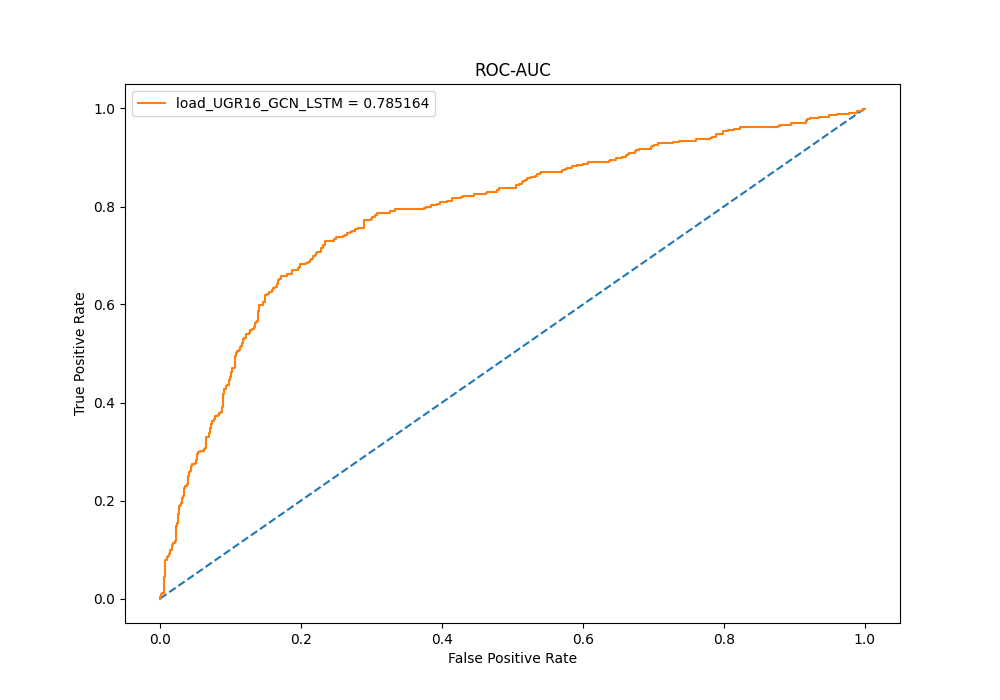 ROC-AUC
load_UGR16_GCN_LSTM = 0.785164
1.0
0.8
0.6
0.4
0.2
0.0
True Positive Rate
0.0 0.2 0.4 0.6 0.8 1.0
False Positive Rate